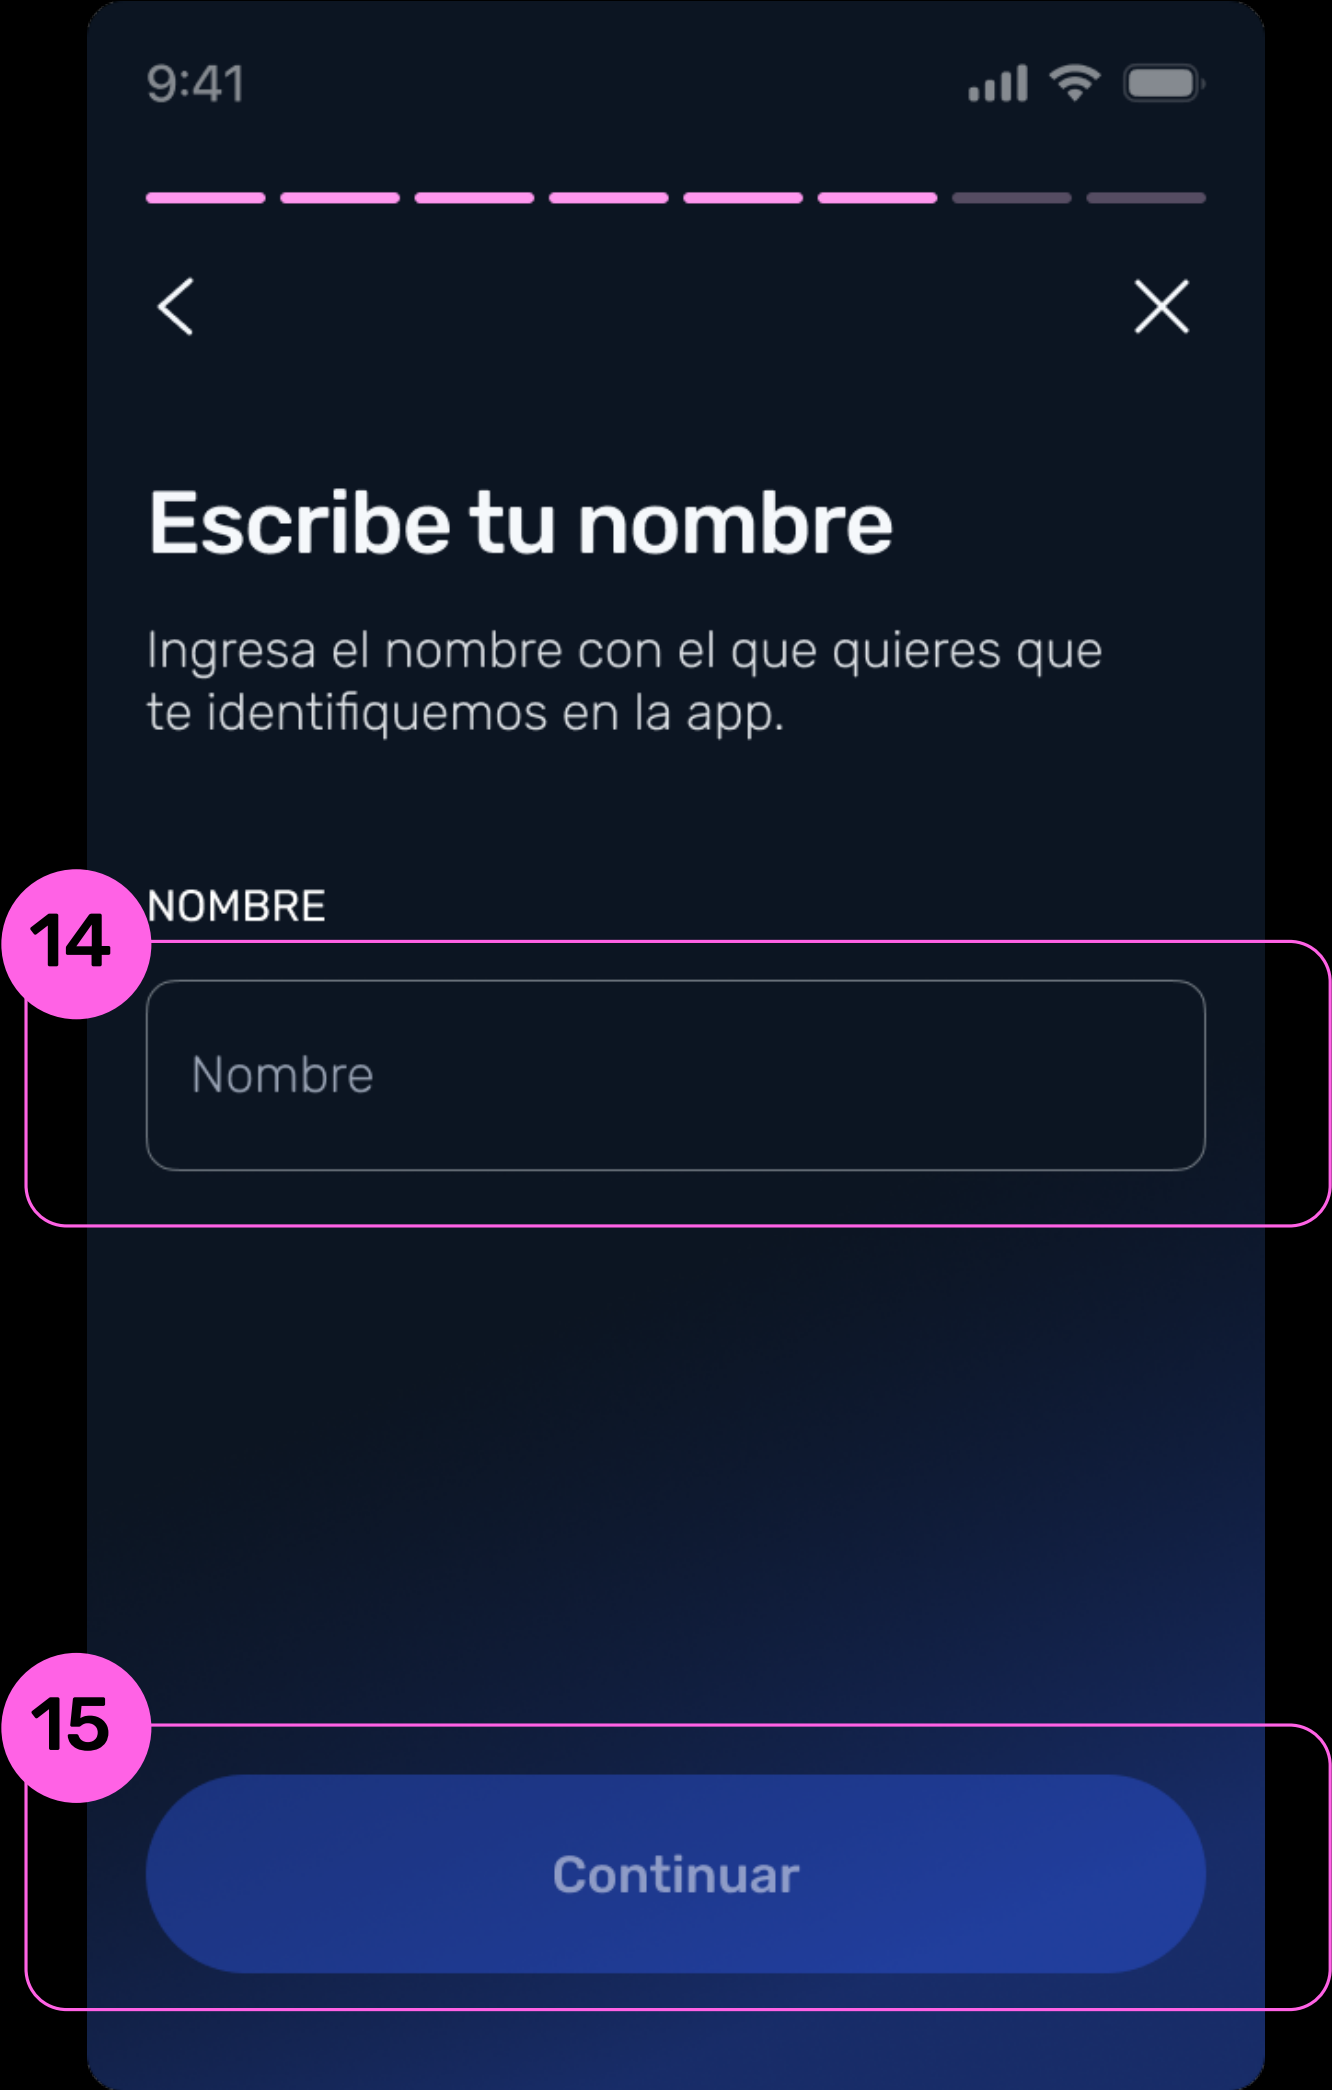 9:41
Escribe tu nombre
Ingresa el nombre con el que quieres que
te identifiquemos en la app.
NOMBRE
14
Nombre
15
Continuar